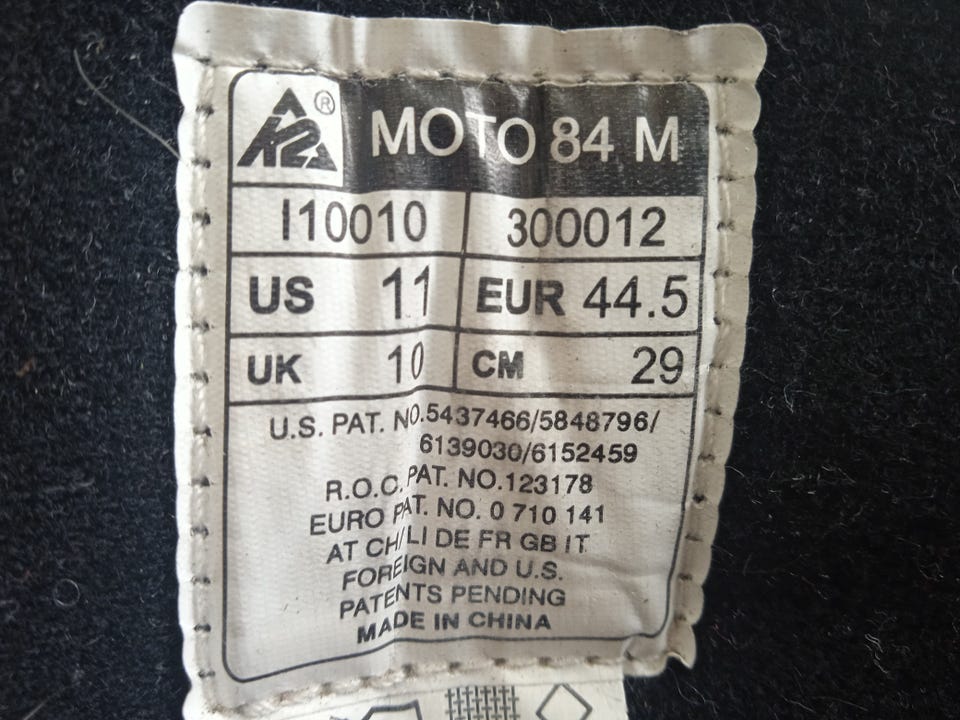 K2 ® MOTO 84 M
I10010 300012
US 11 EUR 44.5
UK 10 CM 29
U.S. PAT. NO.5437466/5848796/
6139030/6152459
R.O.C. PAT. NO.123178
EURO PAT. NO. 0 710 141
AT CH/LI DE FR GB IT
FOREIGN AND U.S.
PATENTS PENDING
MADE IN CHINA